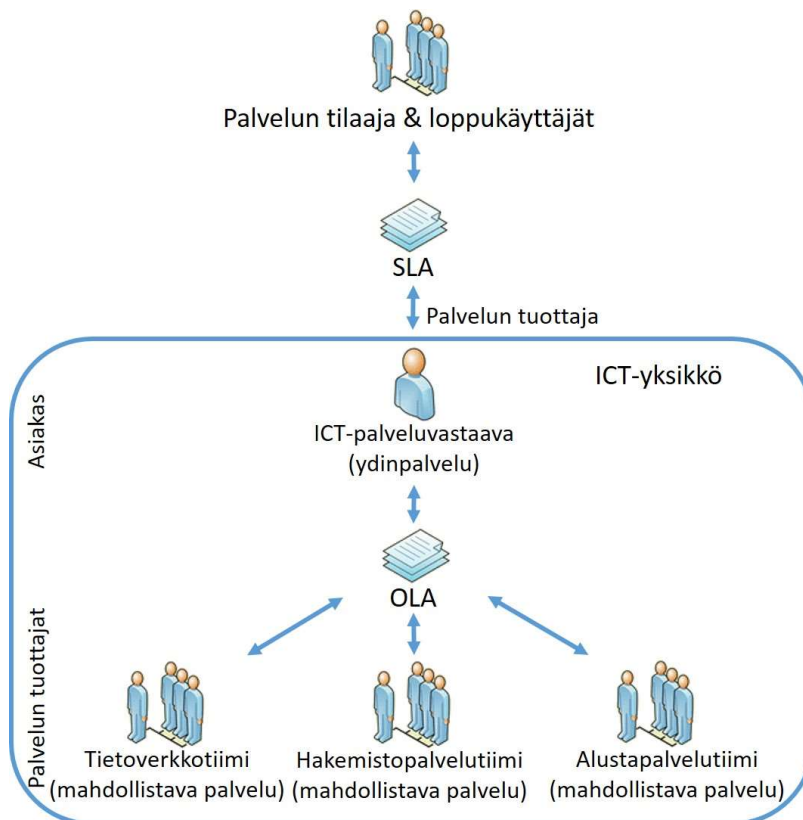 Palvelun tilaaja & loppukäyttäjät
SLA
Palvelun tuottaja
ICT-yksikkö
Asiakas
ICT-palveluvastaava
(ydinpalvelu)
OLA
Palvelun tuottajat
Tietoverkkotiimi
(mahdollistava palvelu)
Hakemistopalvelutiimi
(mahdollistava palvelu)
Alustapalvelutiimi
(mahdollistava palvelu)